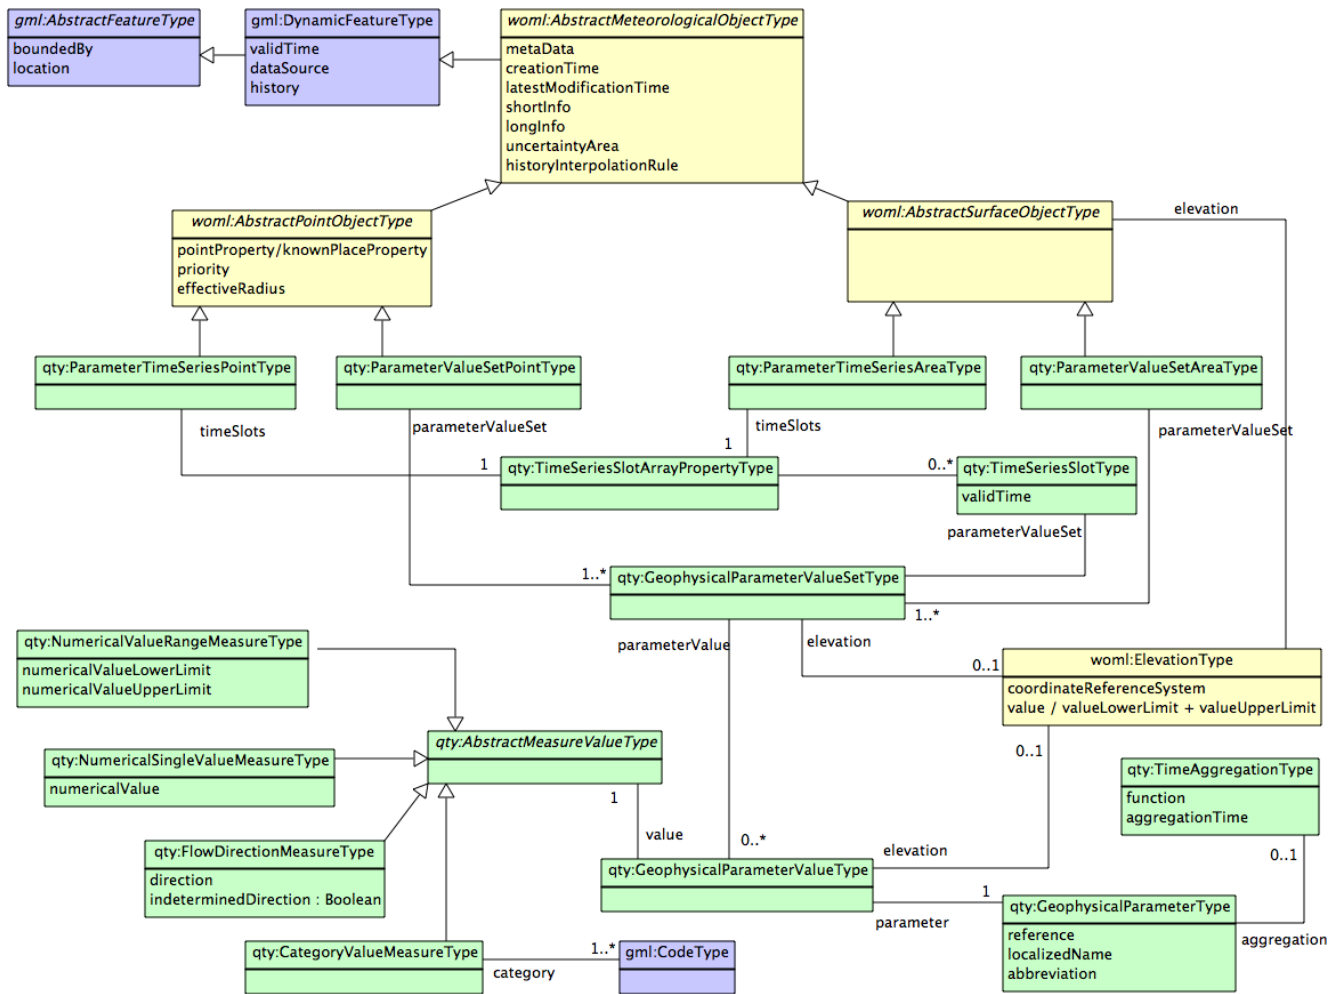 gml:AbstractFeatureType
boundedBy
location
gml:DynamicFeatureType
validTime
dataSource
history
woml:AbstractMeteorologicalObjectType
metaData
creationTime
latestModificationTime
shortInfo
longInfo
uncertaintyArea
historyInterpolationRule
woml:AbstractPointObjectType
pointProperty/knownPlaceProperty
priority
effectiveRadius
woml:AbstractSurfaceObjectType
elevation
qty:ParameterTimeSeriesPointType
qty:ParameterValueSetPointType
qty:ParameterTimeSeriesAreaType
qty:ParameterValueSetAreaType
timeSlots
parameterValueSet
timeSlots
parameterValueSet
1
1
qty:TimeSeriesSlotArrayPropertyType
0..*
qty:TimeSeriesSlotType
validTime
parameterValueSet
1..*
qty:GeophysicalParameterValueSetType
1..*
parameterValue
elevation
0..1
qty:NumericalValueRangeMeasureType
numericalValueLowerLimit
numericalValueUpperLimit
woml:ElevationType
coordinateReferenceSystem
value / valueLowerLimit + valueUpperLimit
qty:AbstractMeasureValueType
qty:NumericalSingleValueMeasureType
numericalValue
0..1
qty:TimeAggregationType
function
aggregationTime
1
value
0..*
elevation
0..1
qty:FlowDirectionMeasureType
direction
indeterminedDirection : Boolean
qty:GeophysicalParameterValueType
1
parameter
qty:GeophysicalParameterType
reference
localizedName
abbreviation
aggregation
qty:CategoryValueMeasureType
1..*
category
gml:CodeType